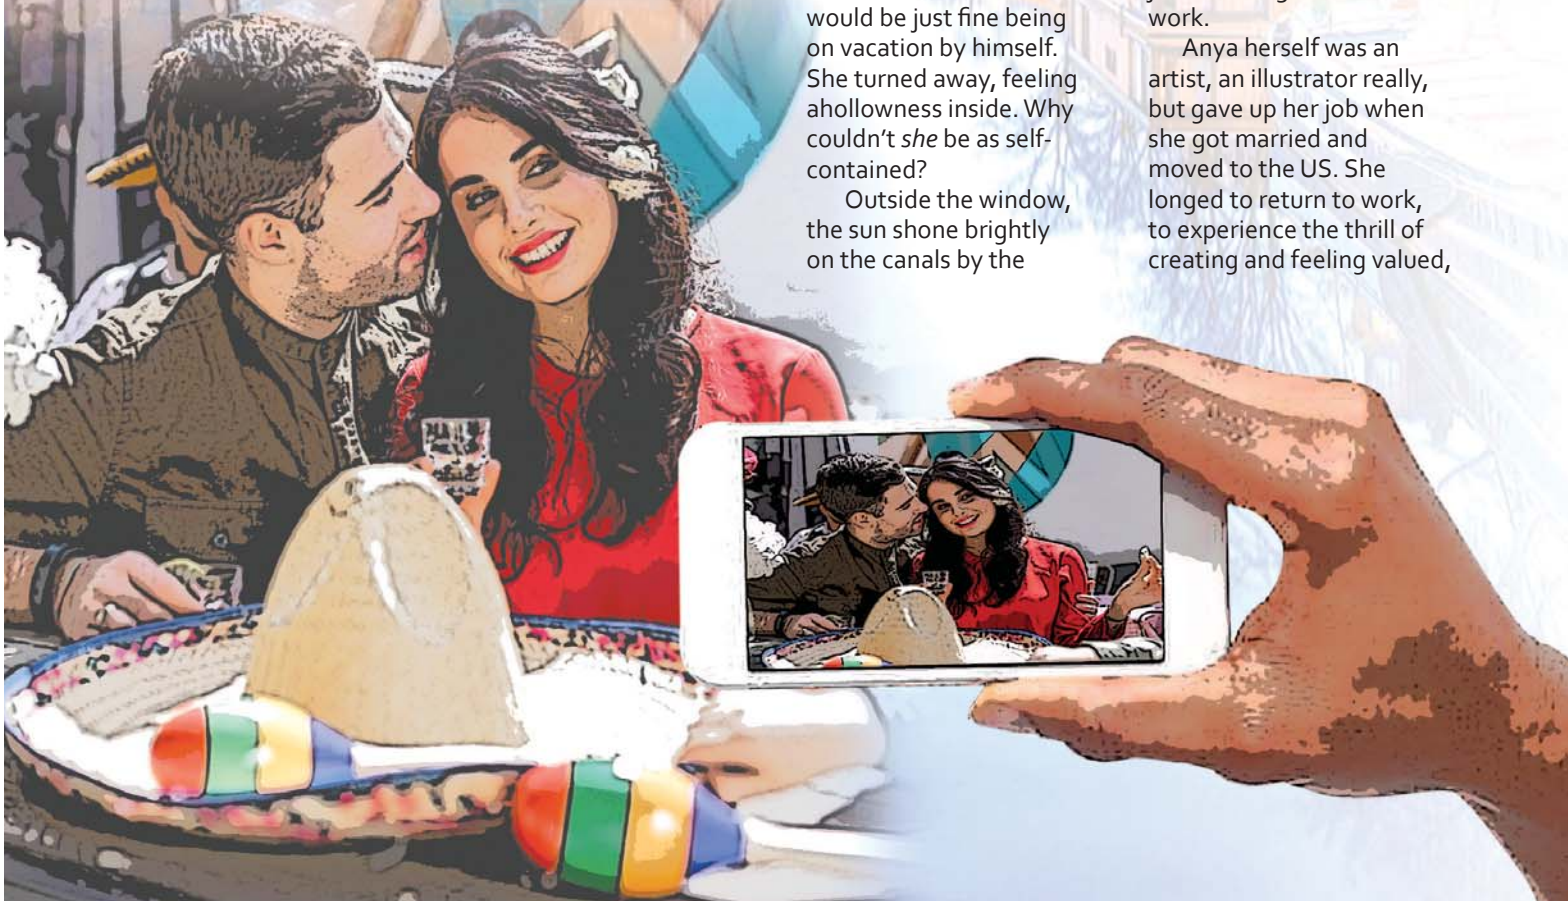 would be just fine being
on vacation by himself.
She turned away, feeling
ahollowness inside. Why
couldn't she be as self-
contained?
Outside the window,
the sun shone brightly
on the canals by the
work.
Anya herself was an
artist, an illustrator really,
but gave up her job when
she got married and
moved to the US. She
longed to return to work,
to experience the thrill of
creating and feeling valued,